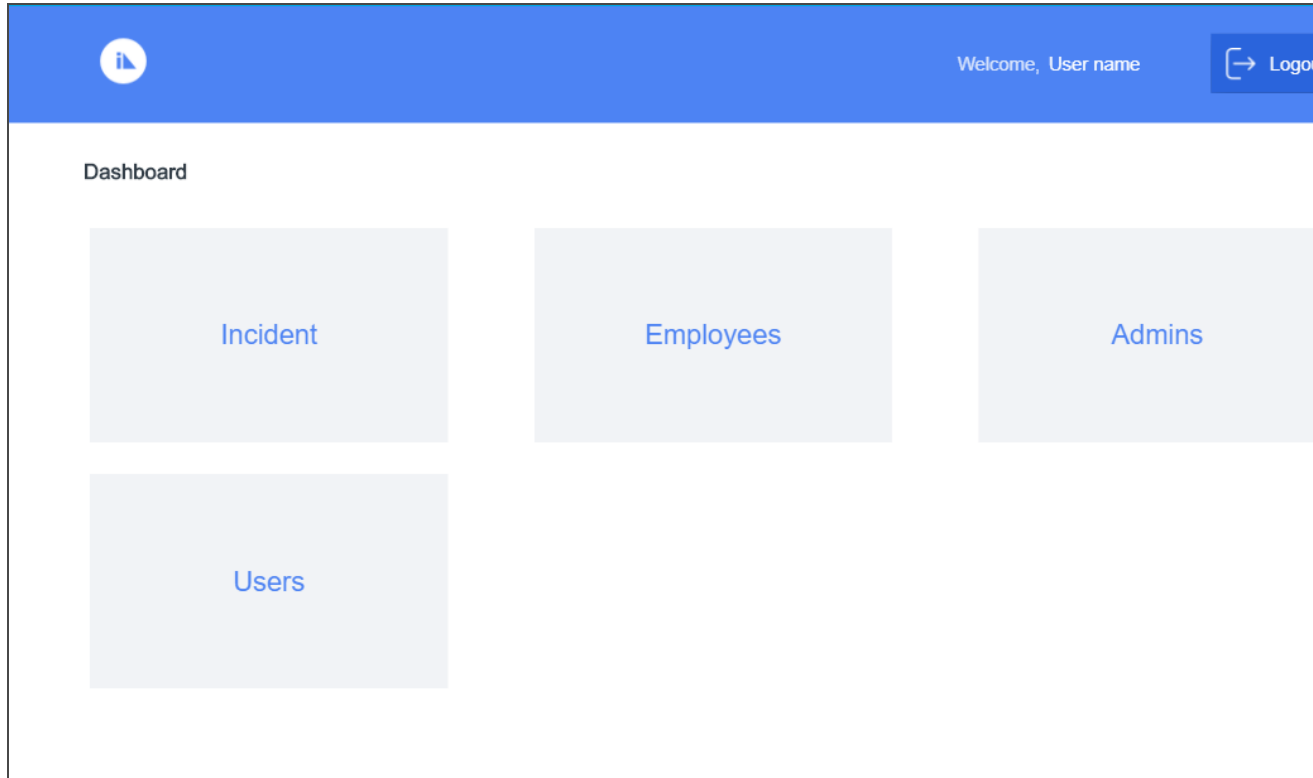 Welcome, User name
Dashboard
Incident
Employees
Admins
Users